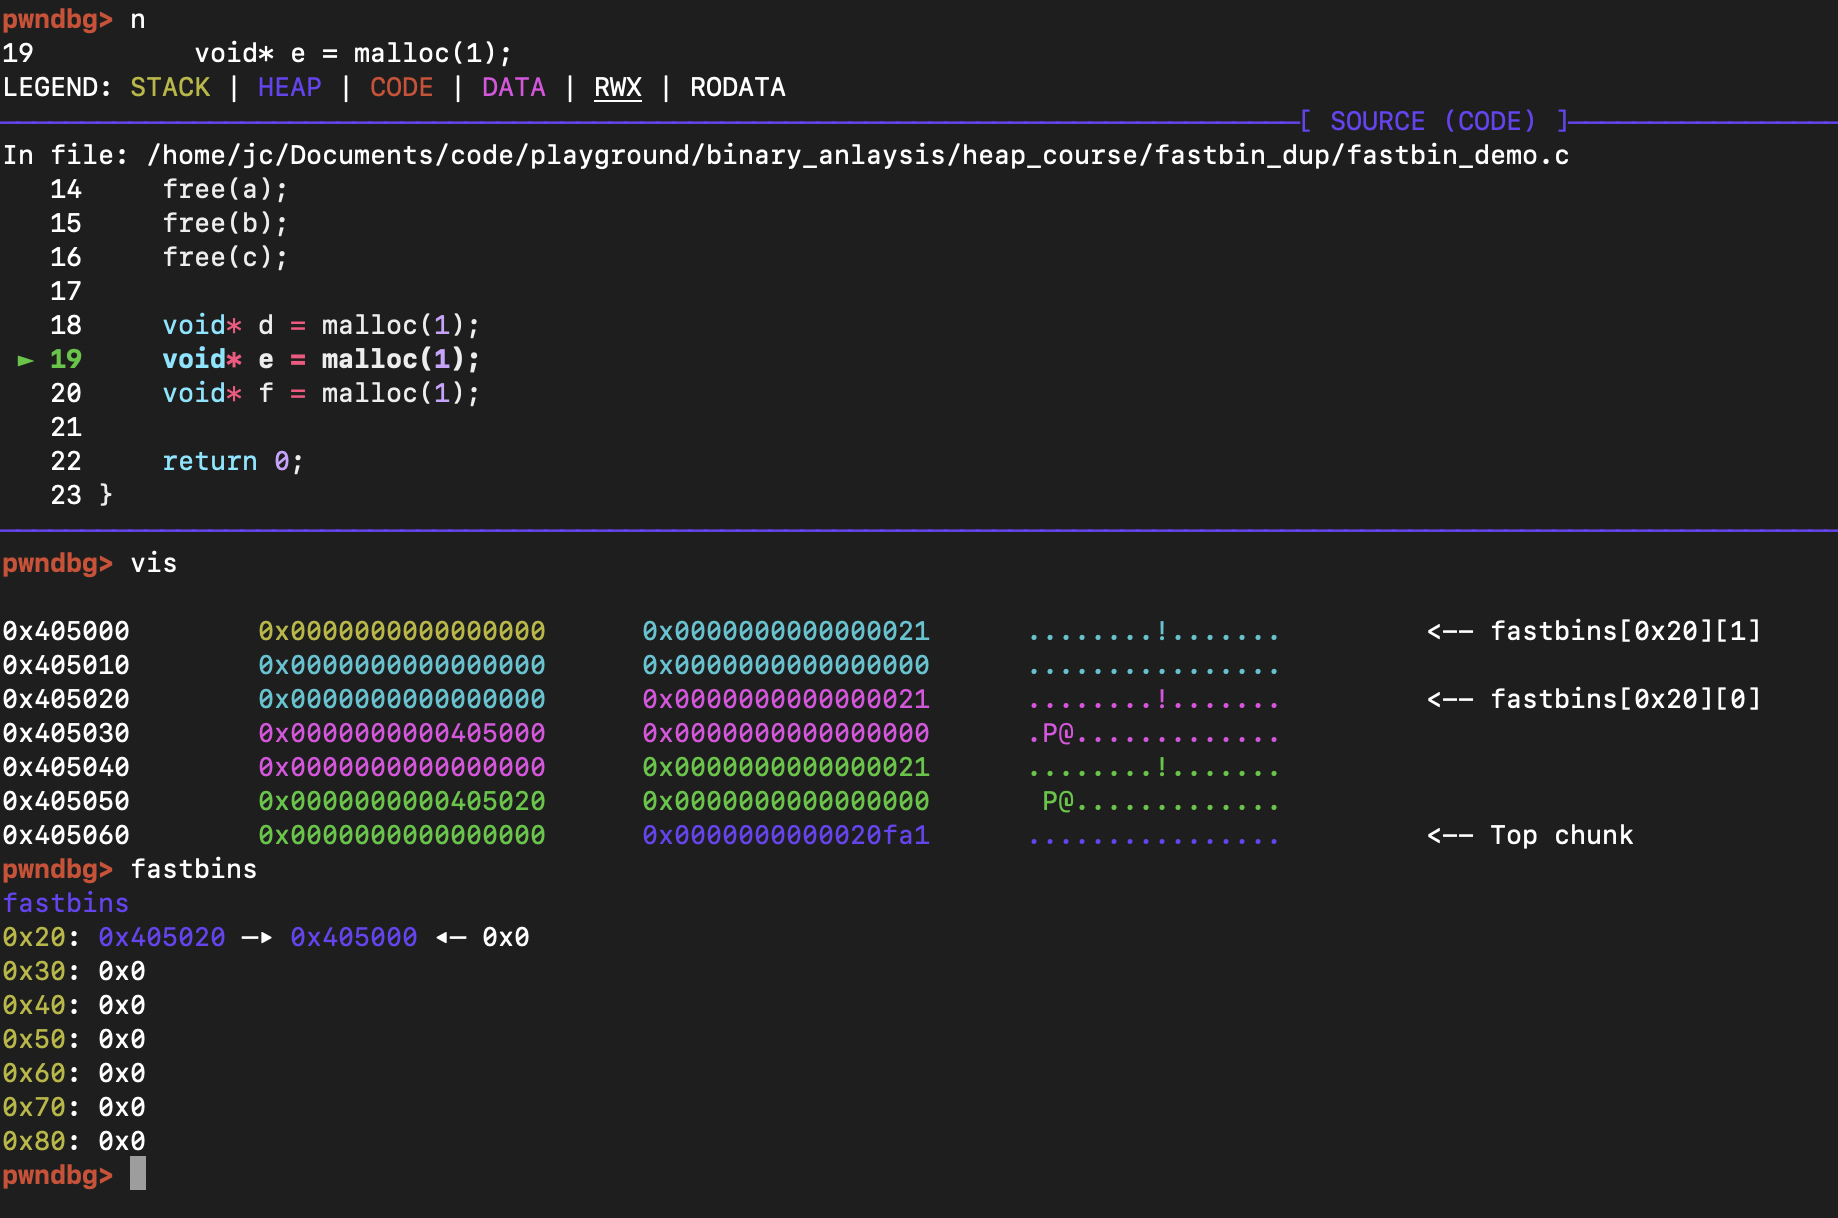 pwndbg> n
19          void* e = malloc(1);
LEGEND: STACK | HEAP | CODE | DATA | RWX | RODATA
[ SOURCE (CODE) ]
In file: /home/jc/Documents/code/playground/binary_anlaysis/heap_course/fastbin_dup/fastbin_demo.c
   14     free(a);
   15     free(b);
   16     free(c);
   17
   18     void* d = malloc(1);
 ► 19     void* e = malloc(1);
   20     void* f = malloc(1);
   21
   22     return 0;
   23 }
pwndbg> vis
0x405000        0x0000000000000000      0x0000000000000021      ........!.......         <-- fastbins[0x20][1]
0x405010        0x0000000000000000      0x0000000000000000      ................
0x405020        0x0000000000000000      0x0000000000000021      ........!.......         <-- fastbins[0x20][0]
0x405030        0x0000000000405000      0x0000000000000000      .P@.............
0x405040        0x0000000000000000      0x0000000000000021      ........!.......
0x405050        0x0000000000405020      0x0000000000000000       P@.............
0x405060        0x0000000000000000      0x0000000000020fa1      ................         <-- Top chunk
pwndbg> fastbins
fastbins
0x20: 0x405020 —▸ 0x405000 ◂— 0x0
0x30: 0x0
0x40: 0x0
0x50: 0x0
0x60: 0x0
0x70: 0x0
0x80: 0x0
pwndbg>